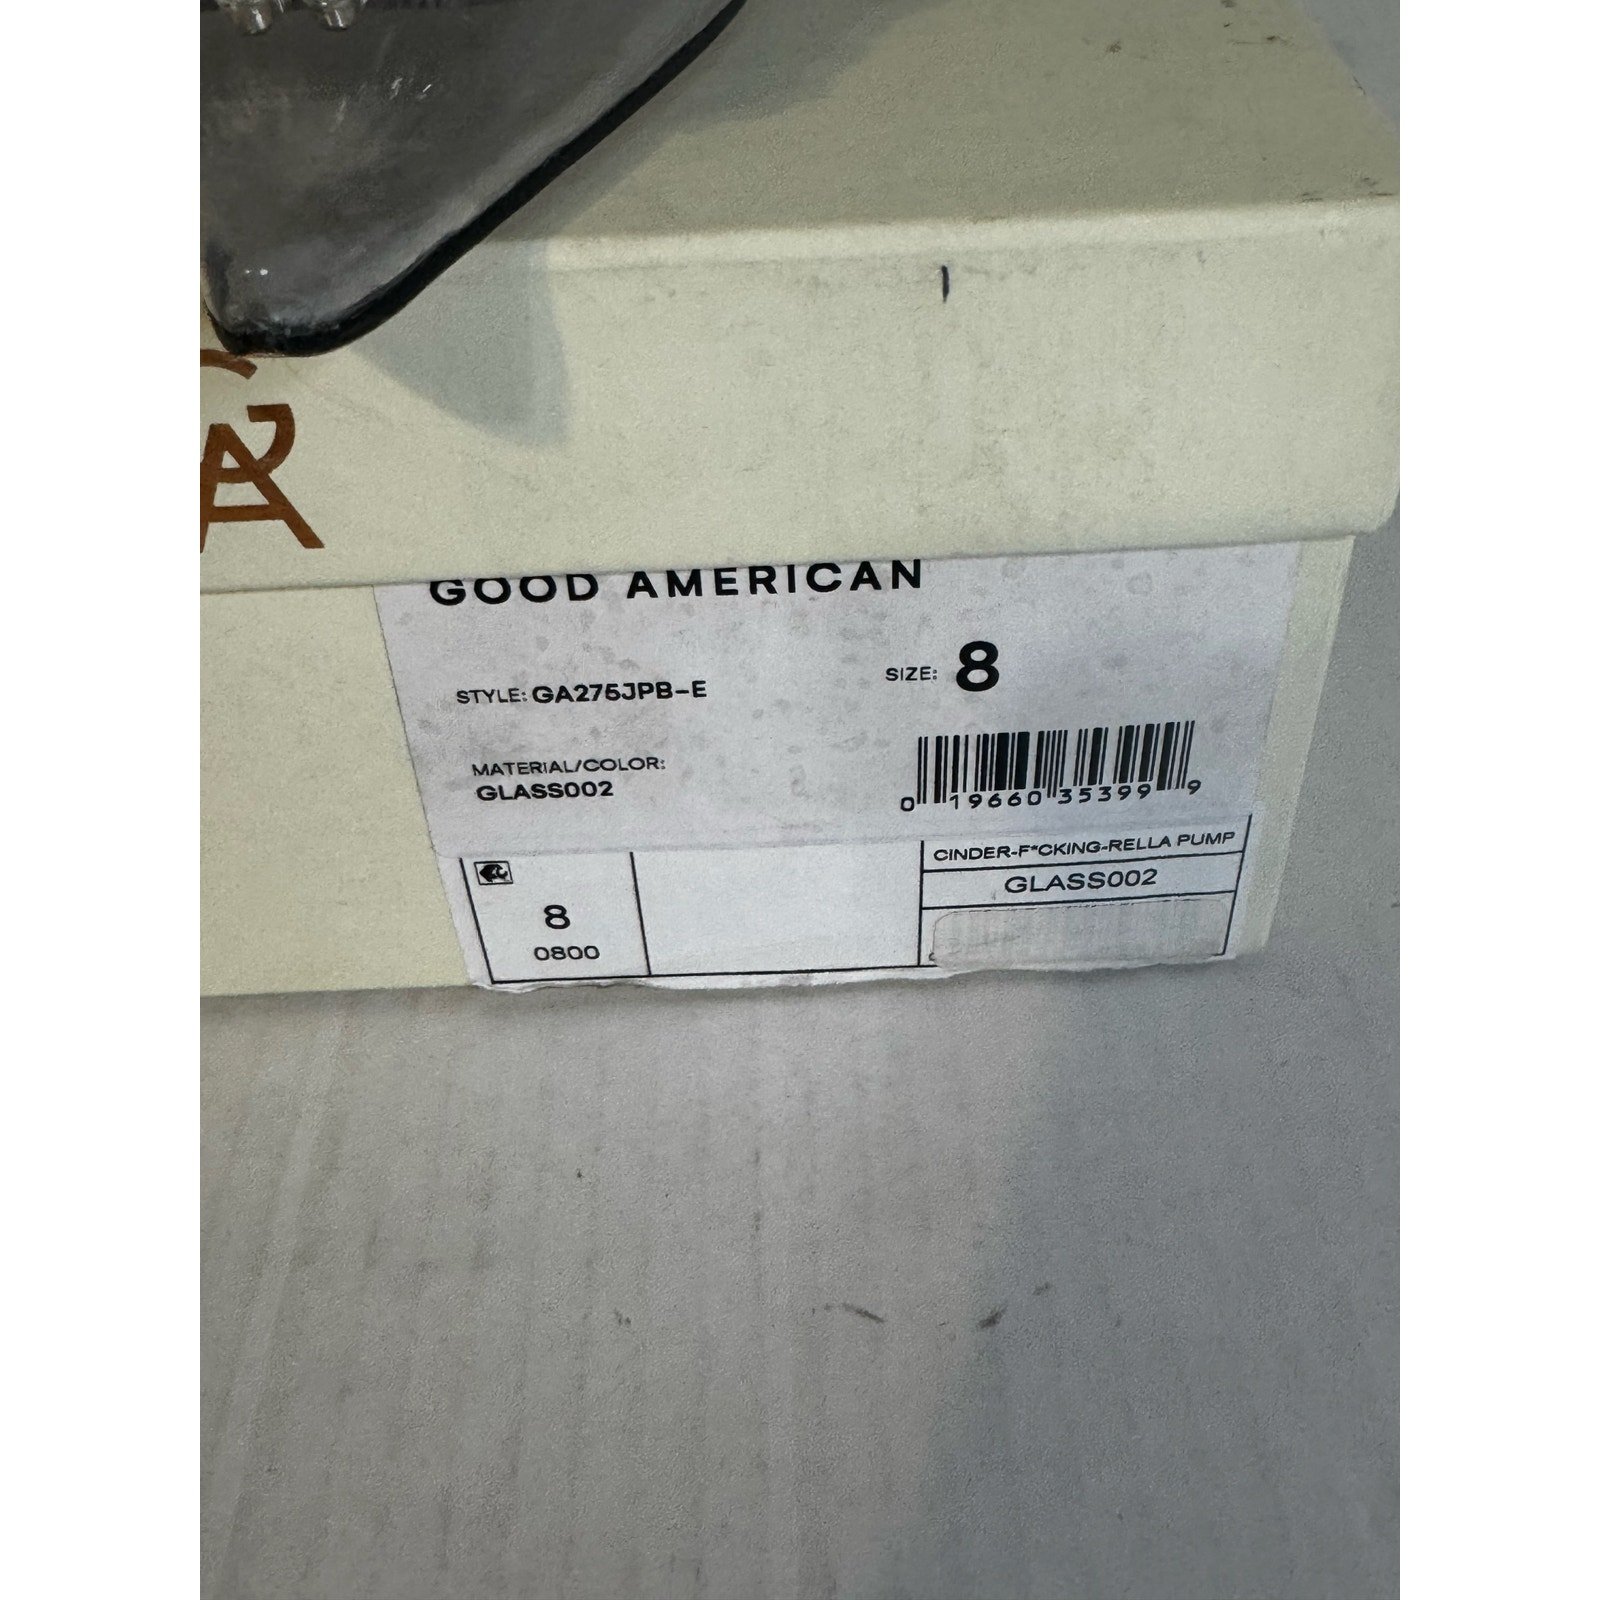 GA
GOOD AMERICAN
SIZE: 8
STYLE: GA275JPB-E
MATERIAL/COLOR:
GLASS002
0 19660 35399 9
CINDER-F*CKING-RELLA PUMP
GLASS002
8
0800